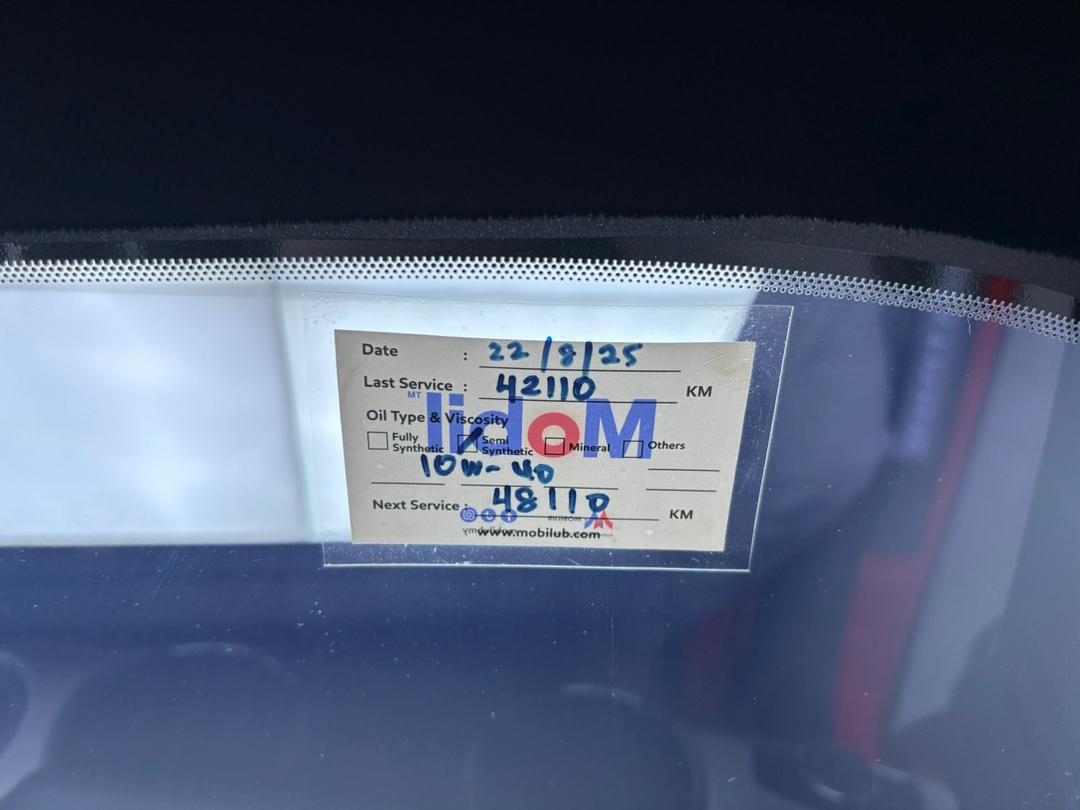 Date : 22/8/25
Last Service : 42110 KM
Oil Type & Viscosity
Fully Synthetic Semi Synthetic Mineral Others
10W-40
Next Service : 48110 KM
www.mobilub.com
Mobil
MT